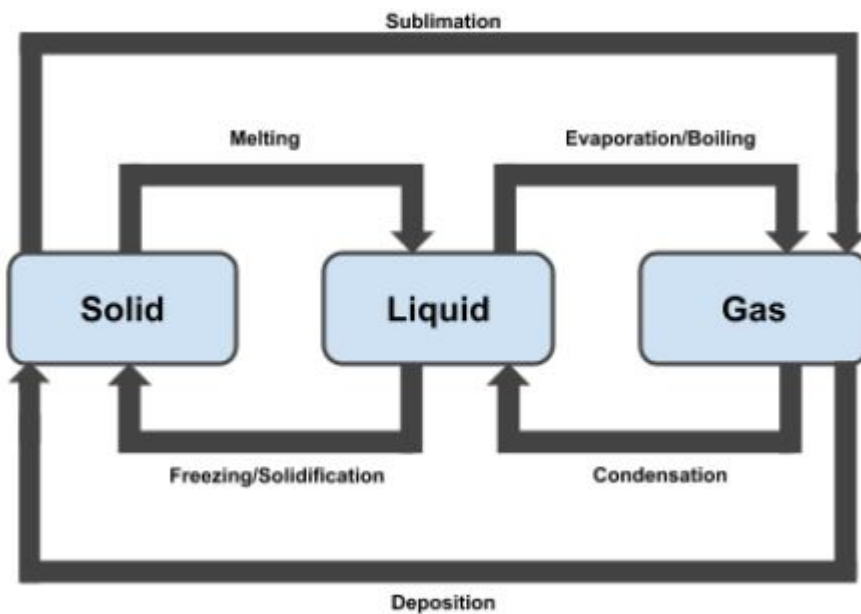 Sublimation
Melting
Evaporation/Boiling
Solid
Liquid
Gas
Freezing/Solidification
Condensation
Deposition